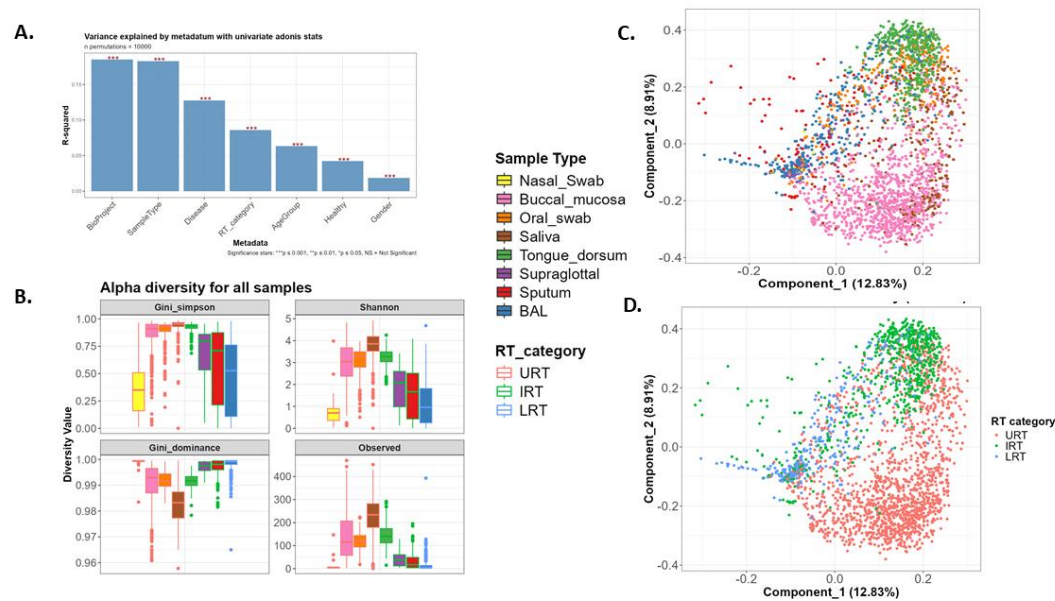 A.
Variance explained by metadatum with univariate adonis stats
n permutations = 10000
R-squared
0.10
0.05
0.00
***
***
***
***
***
***
***
BioProject
SampleType
Disease
RT_category
AgeGroup
Healthy
Gender
Metadata
Significance stars: ***p ≤ 0.001, **p ≤ 0.01, *p ≤ 0.05, NS = Not Significant
B.
Alpha diversity for all samples
Diversity Value
Gini_simpson
1.00
0.75
0.50
0.25
0.00
Shannon
5
4
3
2
1
0
Gini_dominance
1.00
0.99
0.98
0.97
0.96
Observed
400
300
200
100
0
Sample Type
Nasal_Swab
Buccal_mucosa
Oral_swab
Saliva
Tongue_dorsum
Supraglottal
Sputum
BAL
RT_category
URT
IRT
LRT
C.
Component_2 (8.91%)
0.4
0.2
0.0
-0.2
-0.4
-0.2
0.0
0.2
Component_1 (12.83%)
D.
Component_2 (8.91%)
0.4
0.2
0.0
-0.2
-0.4
-0.2
0.0
0.2
Component_1 (12.83%)
RT category
URT
IRT
LRT